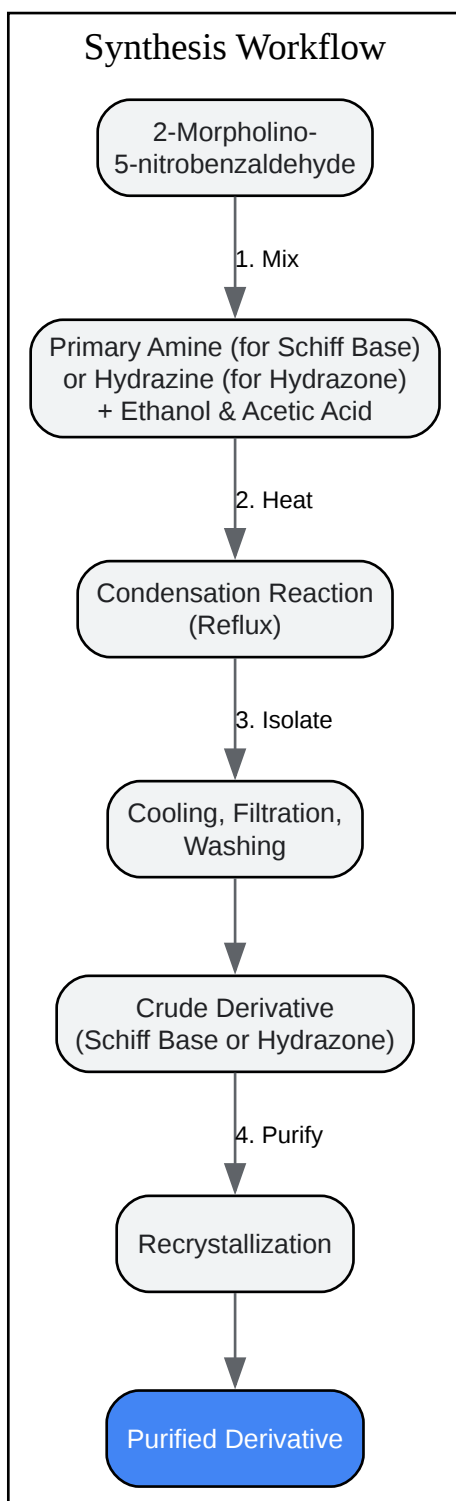 Synthesis Workflow
2-Morpholino-
5-nitrobenzaldehyde
1. Mix
Primary Amine (for Schiff Base)
or Hydrazine (for Hydrazone)
+ Ethanol & Acetic Acid
2. Heat
Condensation Reaction
(Reflux)
3. Isolate
Cooling, Filtration,
Washing
Crude Derivative
(Schiff Base or Hydrazone)
4. Purify
Recrystallization
Purified Derivative